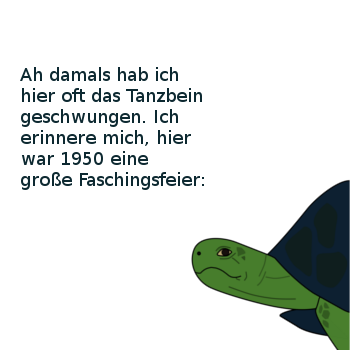 Ah damals hab ich
hier oft das Tanzbein
geschwungen. Ich
erinnere mich, hier
war 1950 eine
große Faschingsfeier: